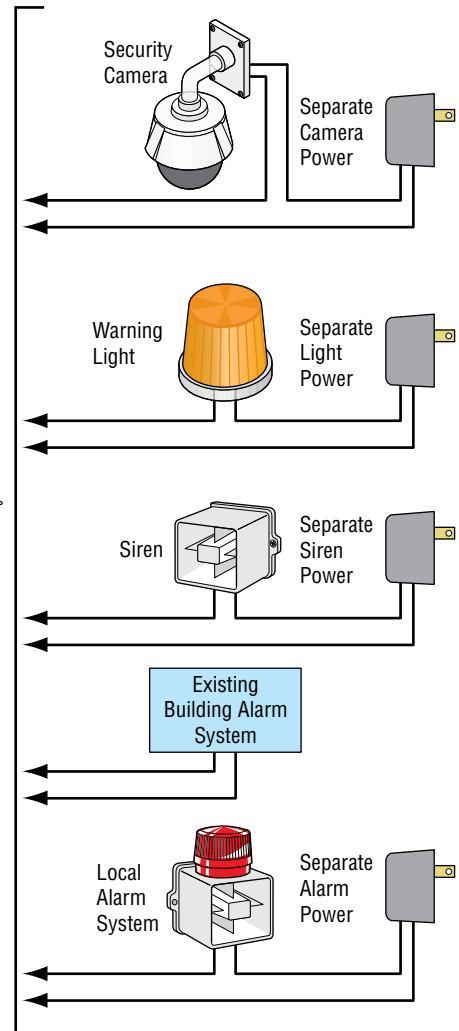 Security
Camera
Separate
Camera
Power
Warning
Light
Separate
Light
Power
Siren
Separate
Siren
Power
Existing
Building Alarm
System
Local
Alarm
System
Separate
Alarm
Power